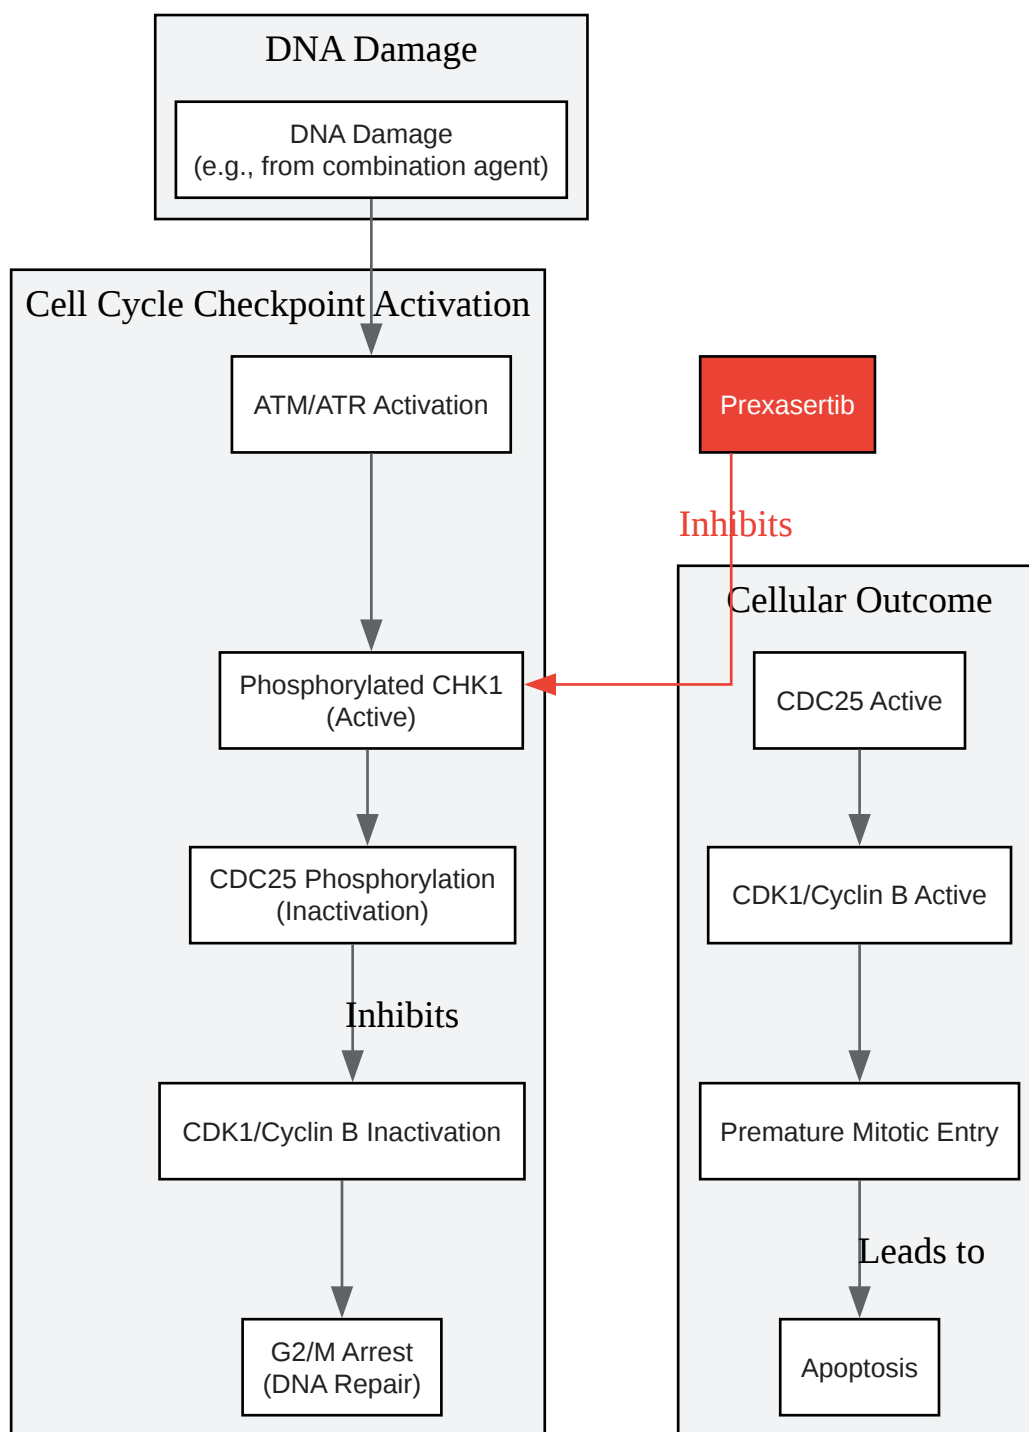 DNA Damage
DNA Damage
(e.g., from combination agent)
Cell Cycle Checkpoint Activation
ATM/ATR Activation
Prexasertib
Inhibits
Cellular Outcome
Phosphorylated CHK1
(Active)
CDC25 Active
CDC25 Phosphorylation
(Inactivation)
CDK1/Cyclin B Active
Inhibits
CDK1/Cyclin B Inactivation
Premature Mitotic Entry
Leads to
G2/M Arrest
(DNA Repair)
Apoptosis